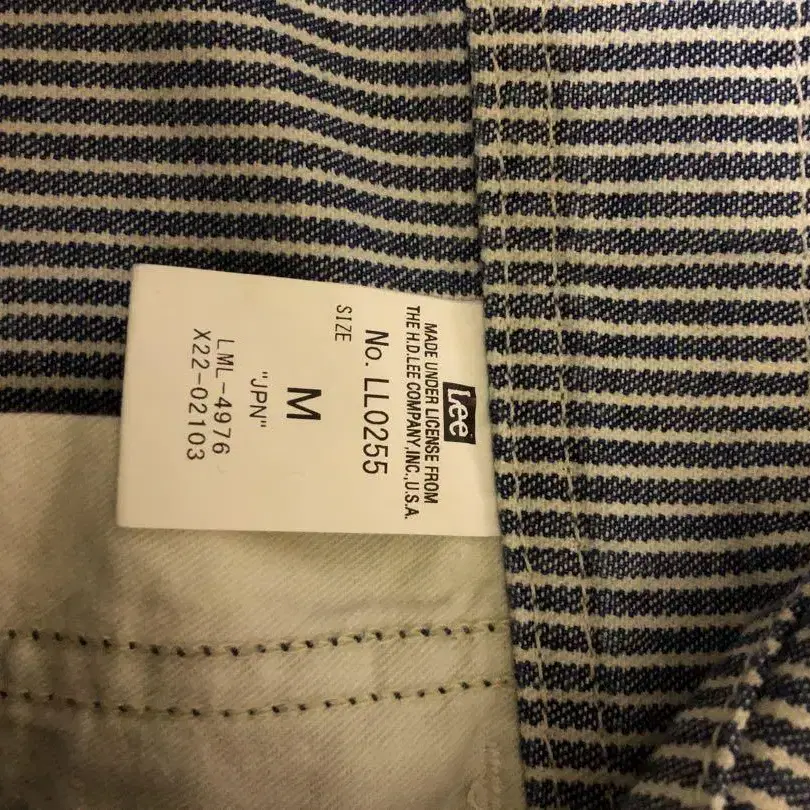 Lee
MADE UNDER LICENSE FROM
THE H.D.LEE COMPANY,INC.,U.S.A.
No. LL0255
SIZE
M
"JPN"
LML-4976
X22-02103